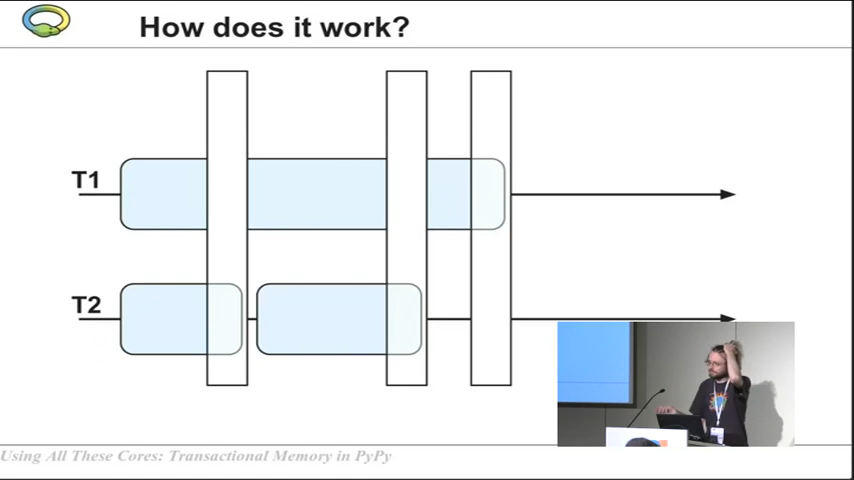 How does it work?
T1
T2
Using All These Cores: Transactional Memory in PyPy